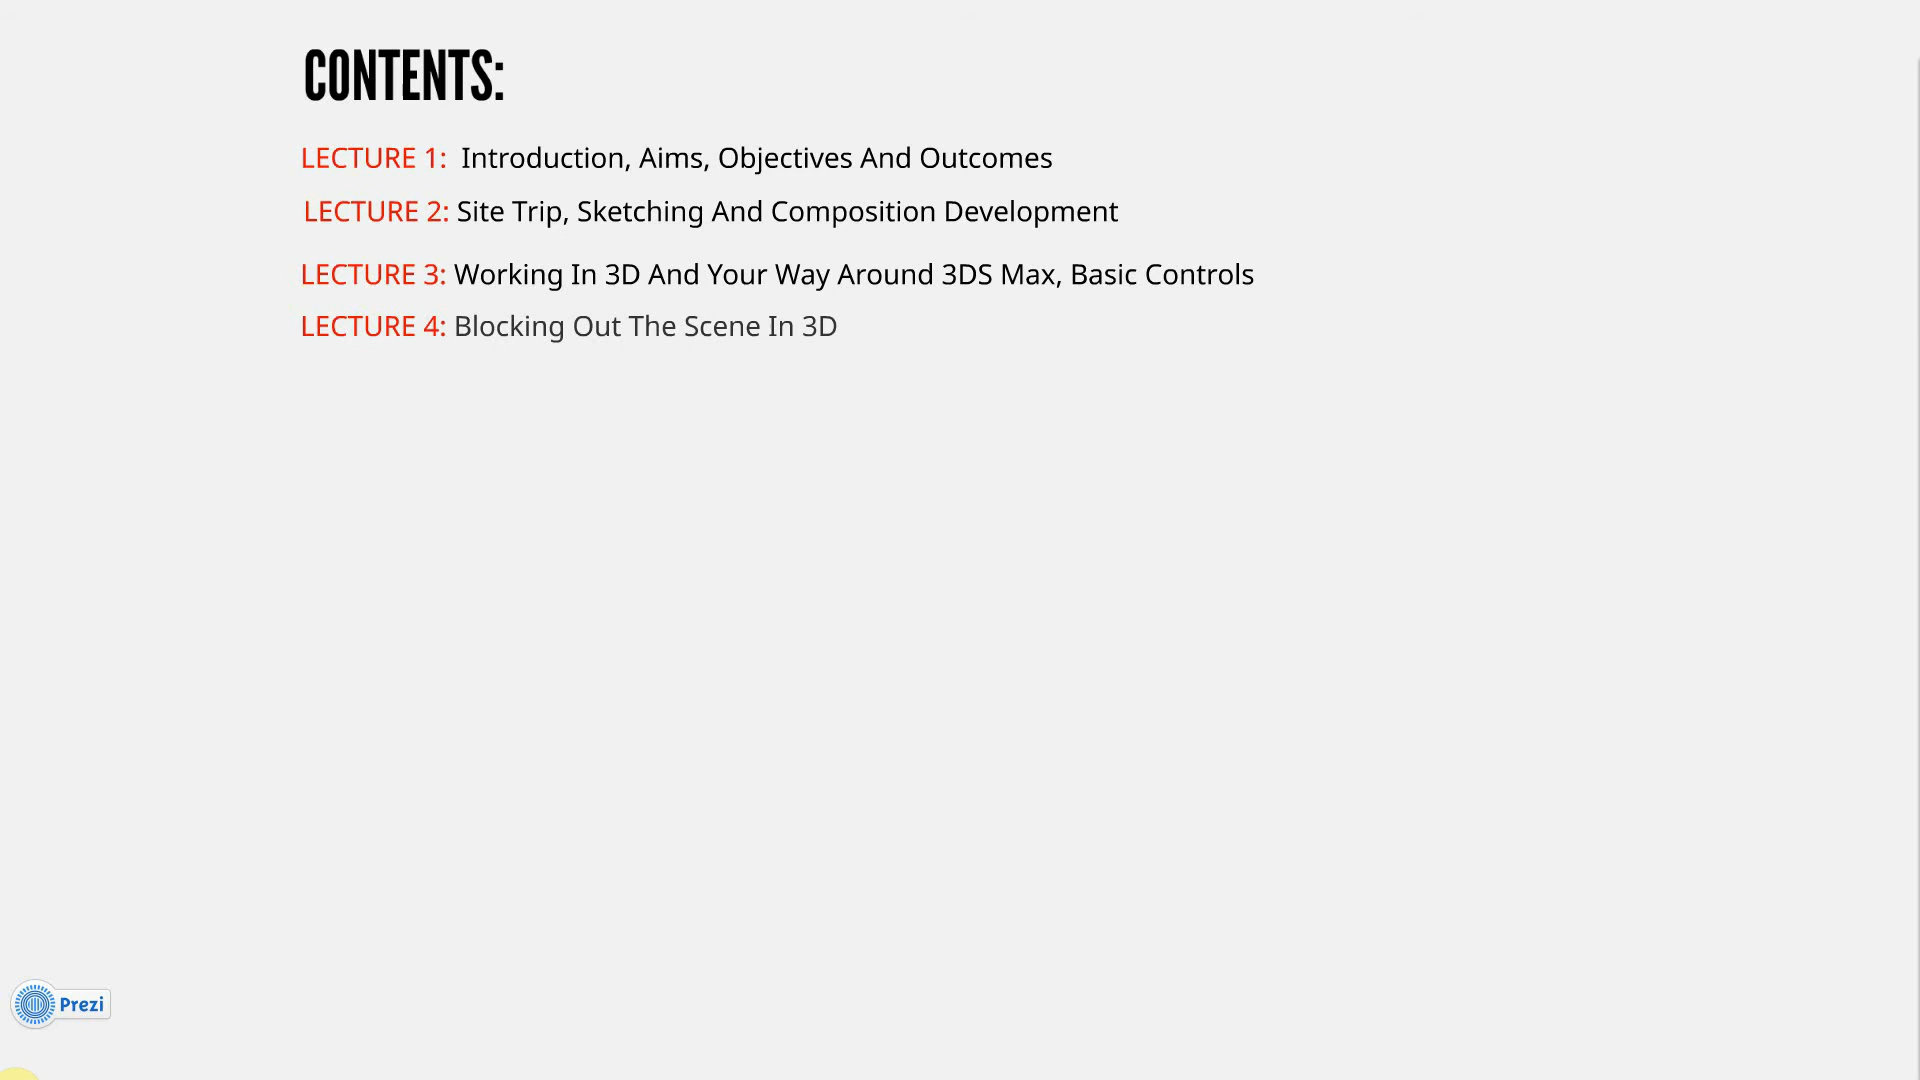 CONTENTS:
LECTURE 1: Introduction, Aims, Objectives And Outcomes
LECTURE 2: Site Trip, Sketching And Composition Development
LECTURE 3: Working In 3D And Your Way Around 3DS Max, Basic Controls
LECTURE 4: Blocking Out The Scene In 3D
Prezi